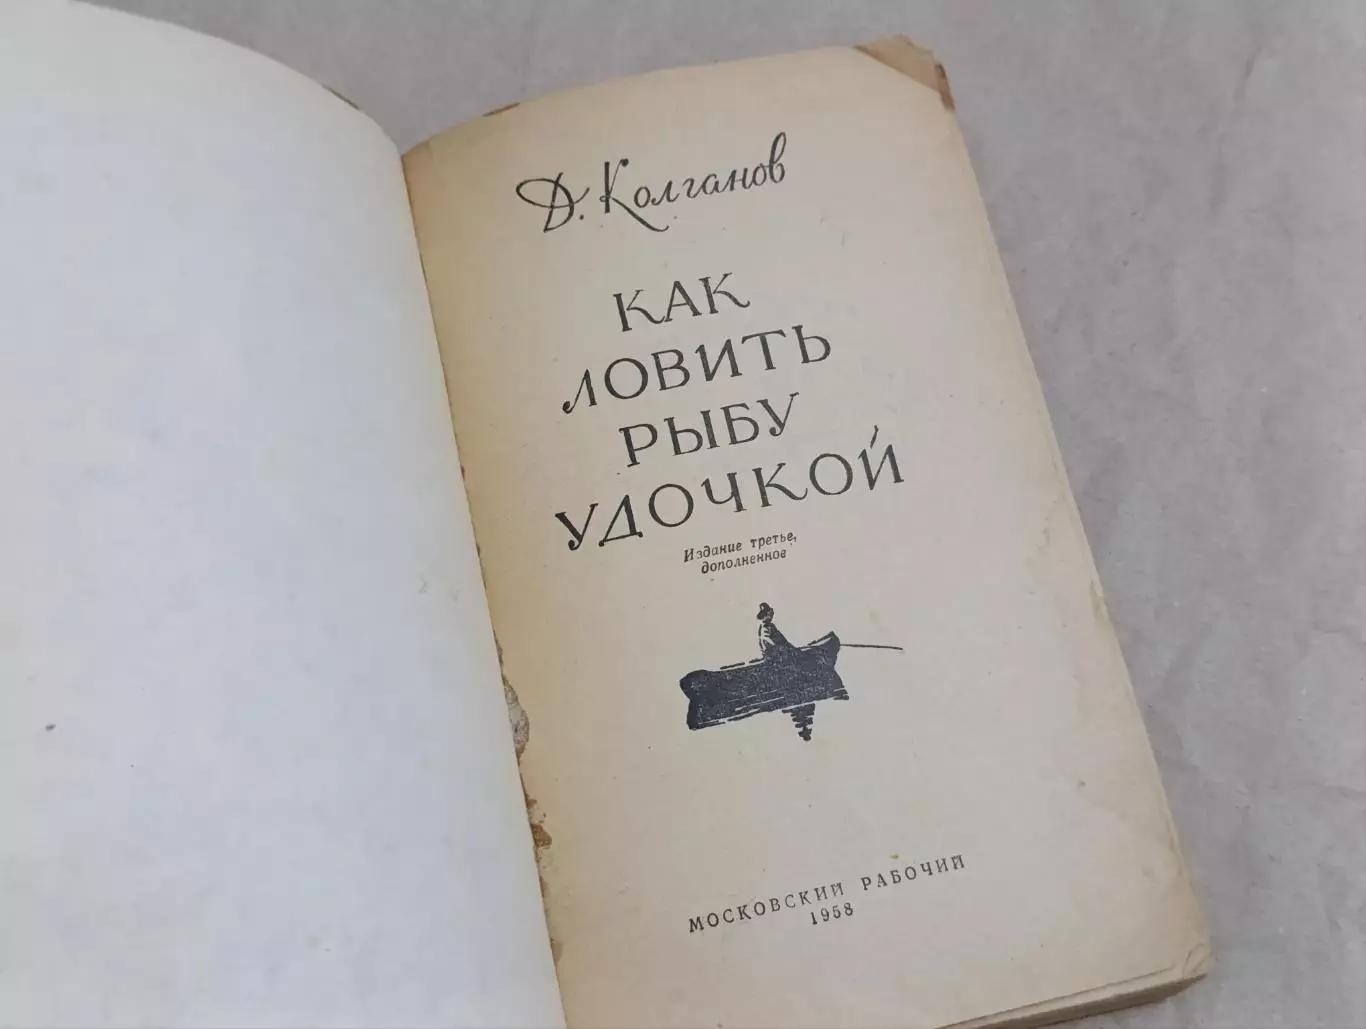 Д. Колганов
КАК
ЛОВИТЬ
РЫБУ
УДОЧКОЙ
Издание третье,
дополненное
МОСКОВСКИЙ РАБОЧИЙ
1958